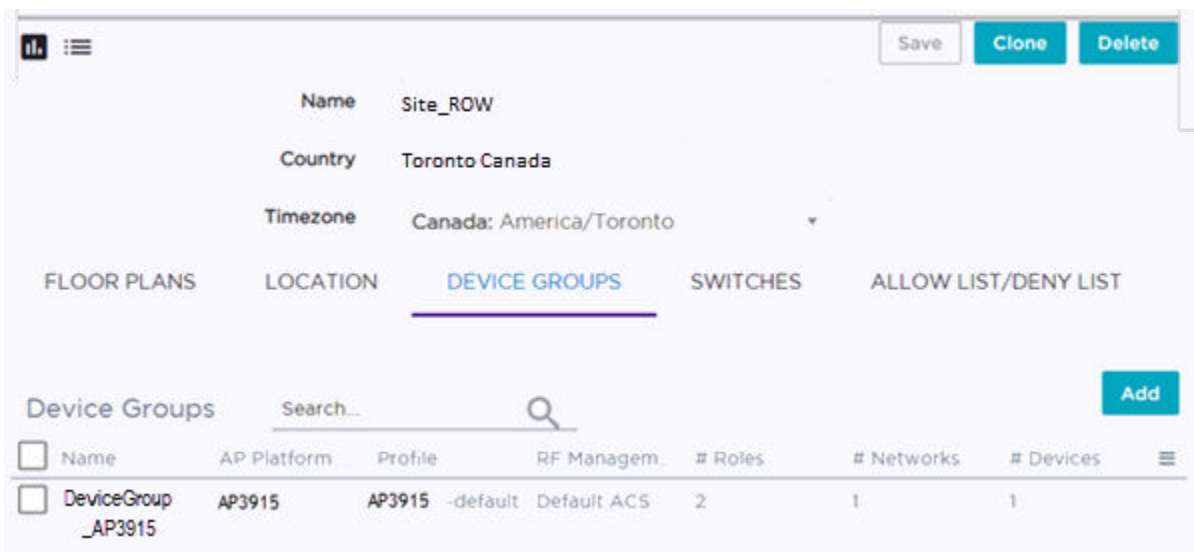 Save Clone Delete
Name Site_ROW
Country Toronto Canada
Timezone Canada: America/Toronto
FLOOR PLANS LOCATION DEVICE GROUPS SWITCHES ALLOW LIST/DENY LIST
Add
Device Groups Search...
Name AP Platform Profile RF Managem. # Roles # Networks # Devices
DeviceGroup AP3915 AP3915 -default Default ACS 2 1 1
_AP3915